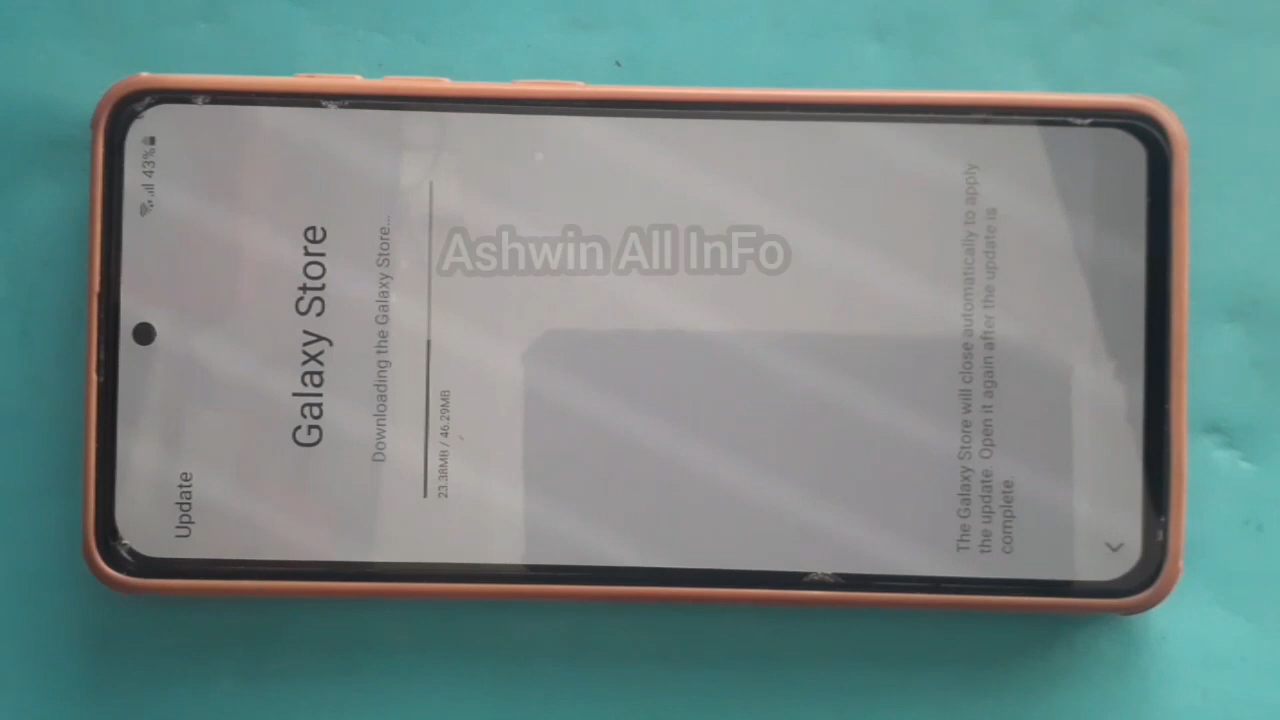 43%
Update
Galaxy Store
Downloading the Galaxy Store...
23.38MB / 46.29MB
Ashwin All InFo
The Galaxy Store will close automatically to apply
the update. Open it again after the update is
complete.